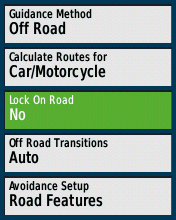 Guidance Method
Off Road
Calculate Routes for
Car/Motorcycle
Lock On Road
No
Off Road Transitions
Auto
Avoidance Setup
Road Features